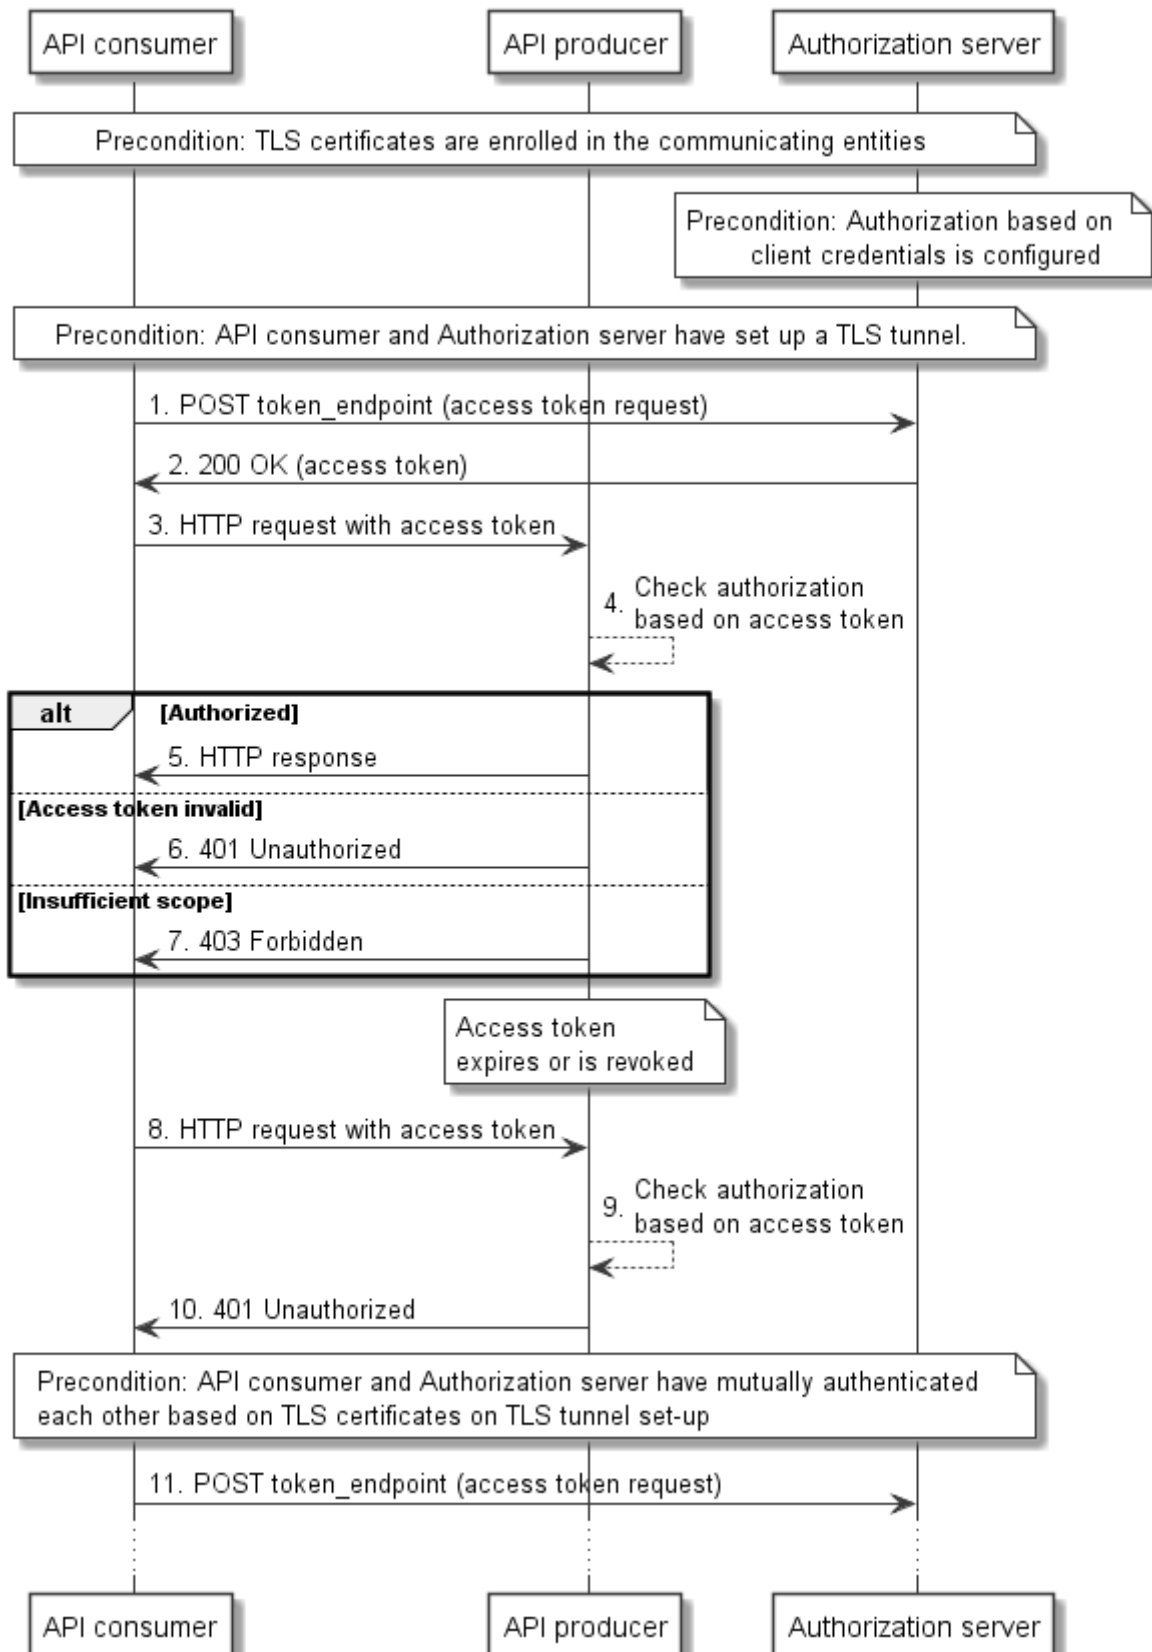 API consumer
API producer
Authorization server
Precondition: TLS certificates are enrolled in the communicating entities
Precondition: Authorization based on
client credentials is configured
Precondition: API consumer and Authorization server have set up a TLS tunnel.
1. POST token_endpoint (access token request)
2. 200 OK (access token)
3. HTTP request with access token
4. Check authorization
based on access token
alt [Authorized]
5. HTTP response
[Access token invalid]
6. 401 Unauthorized
[Insufficient scope]
7. 403 Forbidden
Access token
expires or is revoked
8. HTTP request with access token
9. Check authorization
based on access token
10. 401 Unauthorized
Precondition: API consumer and Authorization server have mutually authenticated
each other based on TLS certificates on TLS tunnel set-up
11. POST token_endpoint (access token request)
API consumer
API producer
Authorization server